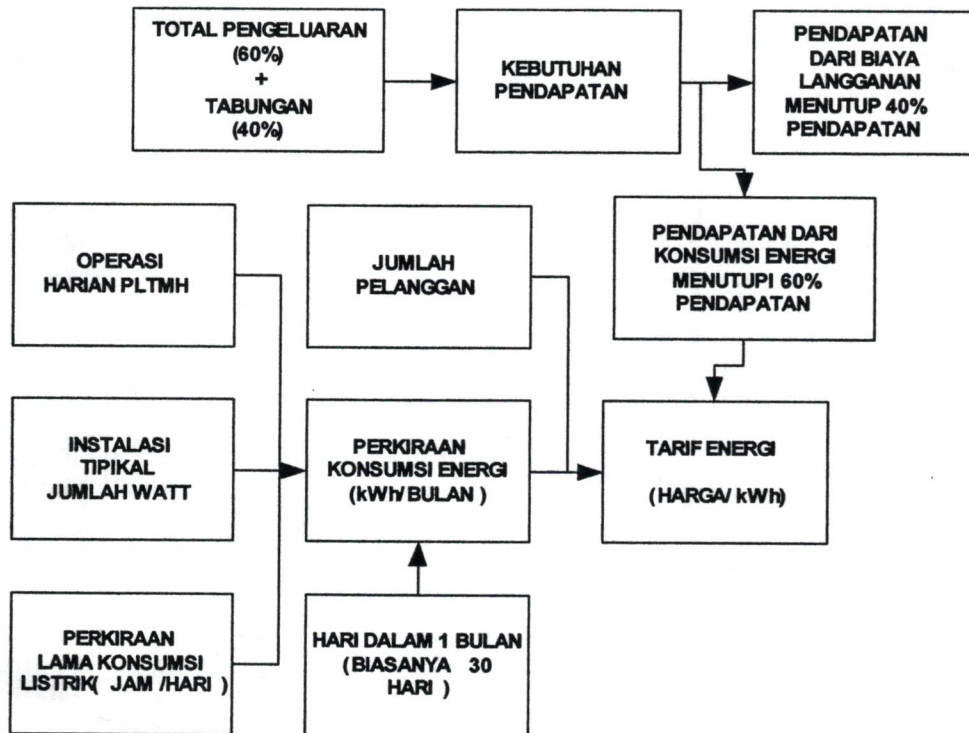 TOTAL PENGELUARAN
(60%)
+
TABUNGAN
(40%)
KEBUTUHAN
PENDAPATAN
PENDAPATAN
DARI BIAYA
LANGGANAN
MENUTUP 40%
PENDAPATAN
OPERASI
HARIAN PLTMH
JUMLAH
PELANGGAN
PENDAPATAN DARI
KONSUMSI ENERGI
MENUTUPI 60%
PENDAPATAN
INSTALASI
TIPIKAL
JUMLAH WATT
PERKIRAAN
KONSUMSI ENERGI
(kWh/BULAN )
TARIF ENERGI
(HARGA/ kWh)
PERKIRAAN
LAMA KONSUMSI
LISTRIK( JAM /HARI )
HARI DALAM 1 BULAN
(BIASANYA 30
HARI )